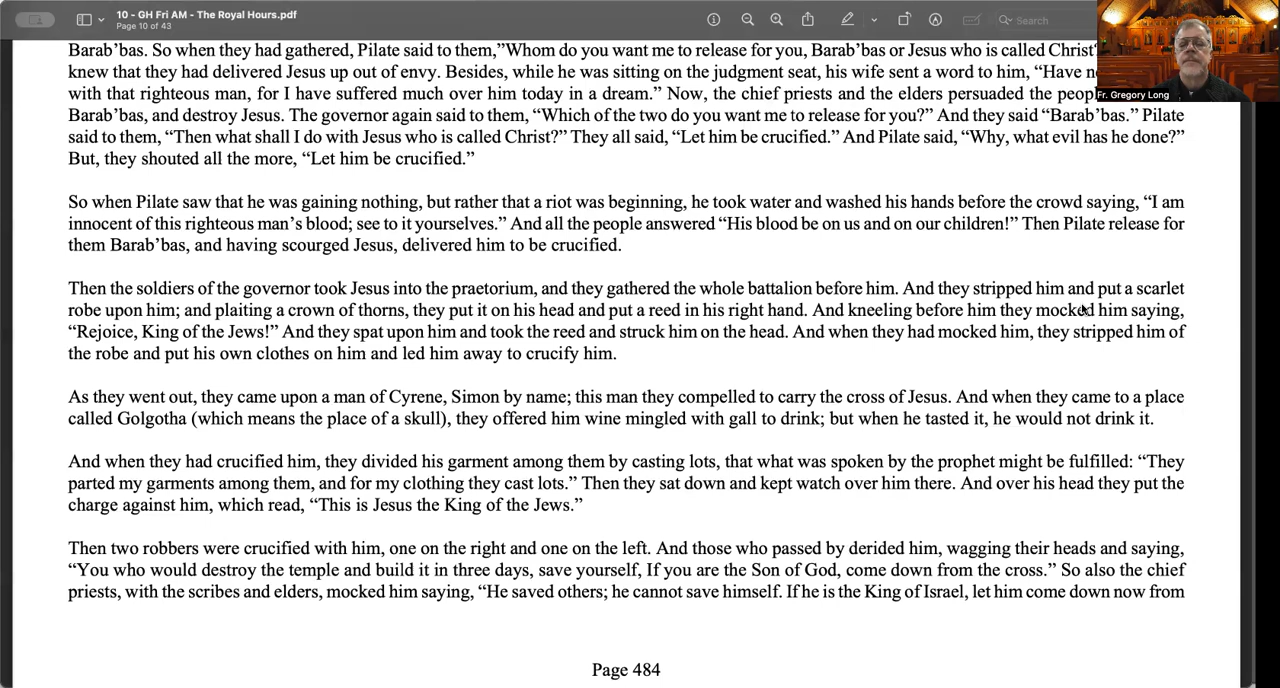 10 - GH Fri AM - The Royal Hours.pdf
Page 10 of 43
Search
Fr. Gregory Long
Barab’bas. So when they had gathered, Pilate said to them,”Whom do you want me to release for you, Barab’bas or Jesus who is called Christ
knew that they had delivered Jesus up out of envy. Besides, while he was sitting on the judgment seat, his wife sent a word to him, “Have
with that righteous man, for I have suffered much over him today in a dream.” Now, the chief priests and the elders persuaded the
Barab’bas, and destroy Jesus. The governor again said to them, “Which of the two do you want me to release for you?” And they said “Barab’bas.” Pilate
said to them, “Then what shall I do with Jesus who is called Christ?” They all said, “Let him be crucified.” And Pilate said, “Why, what evil has he done?”
But, they shouted all the more, “Let him be crucified.”
So when Pilate saw that he was gaining nothing, but rather that a riot was beginning, he took water and washed his hands before the crowd saying, “I am
innocent of this righteous man’s blood; see to it yourselves.” And all the people answered “His blood be on us and on our children!” Then Pilate release for
them Barab’bas, and having scourged Jesus, delivered him to be crucified.
Then the soldiers of the governor took Jesus into the praetorium, and they gathered the whole battalion before him. And they stripped him and put a scarlet
robe upon him; and plaiting a crown of thorns, they put it on his head and put a reed in his right hand. And kneeling before him they mocked him saying,
“Rejoice, King of the Jews!” And they spat upon him and took the reed and struck him on the head. And when they had mocked him, they stripped him of
the robe and put his own clothes on him and led him away to crucify him.
As they went out, they came upon a man of Cyrene, Simon by name; this man they compelled to carry the cross of Jesus. And when they came to a place
called Golgotha (which means the place of a skull), they offered him wine mingled with gall to drink; but when he tasted it, he would not drink it.
And when they had crucified him, they divided his garment among them by casting lots, that what was spoken by the prophet might be fulfilled: “They
parted my garments among them, and for my clothing they cast lots.” Then they sat down and kept watch over him there. And over his head they put the
charge against him, which read, “This is Jesus the King of the Jews.”
Then two robbers were crucified with him, one on the right and one on the left. And those who passed by derided him, wagging their heads and saying,
“You who would destroy the temple and build it in three days, save yourself, If you are the Son of God, come down from the cross.” So also the chief
priests, with the scribes and elders, mocked him saying, “He saved others; he cannot save himself. If he is the King of Israel, let him come down now from
Page 484